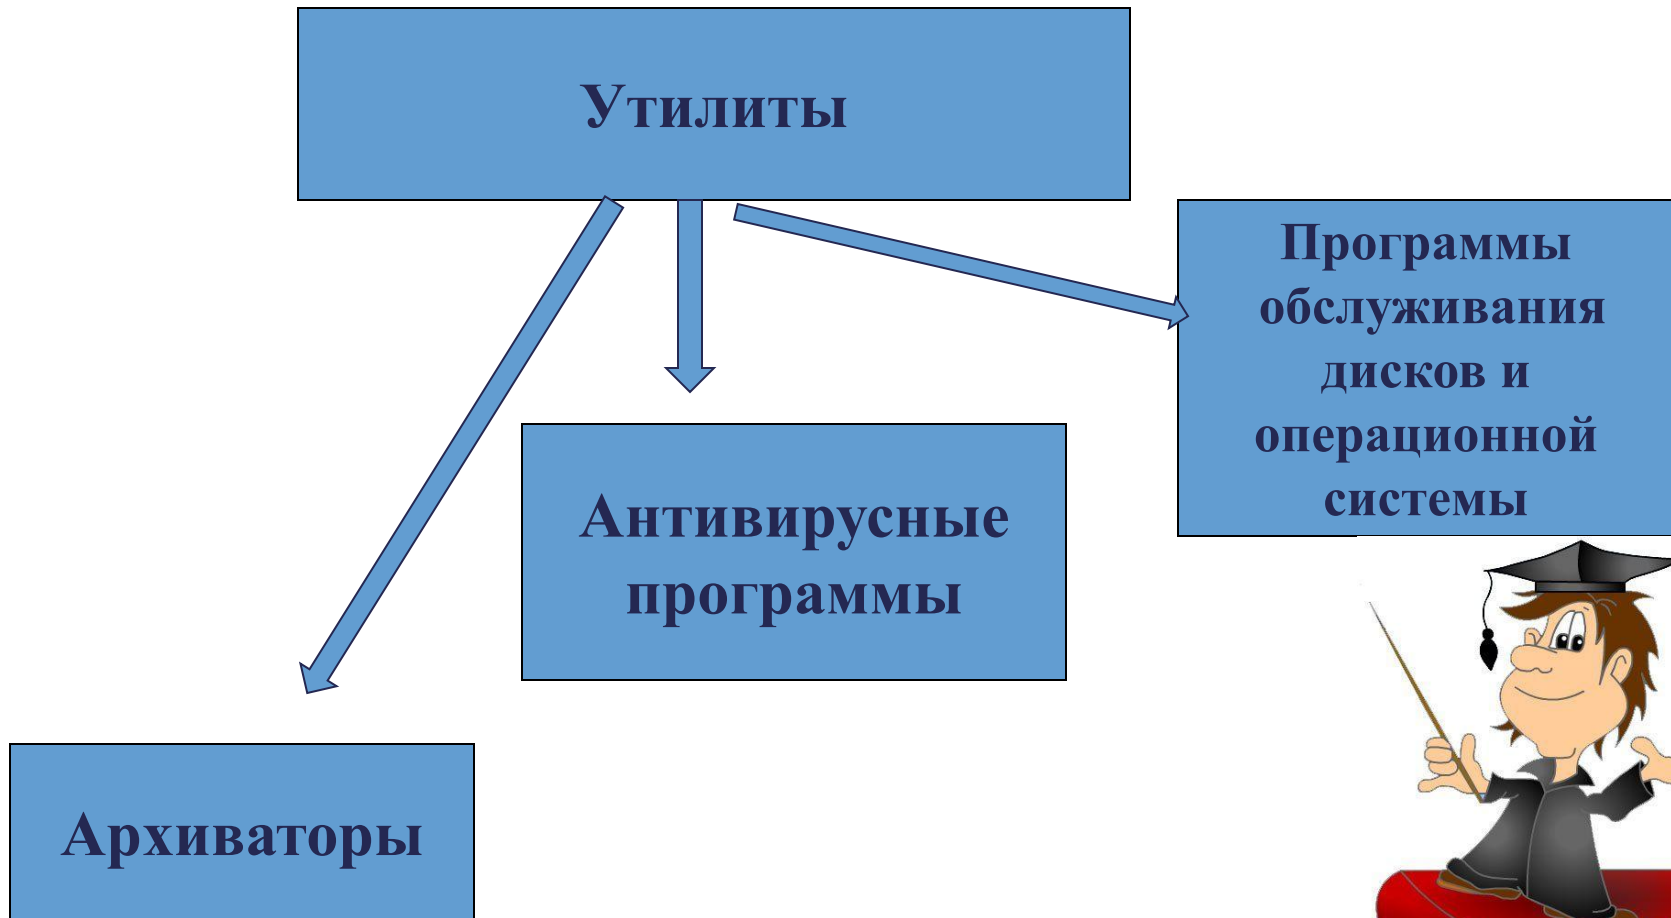 Утилиты
Программы
обслуживания
дисков и
операционной
системы
Антивирусные
программы
Архиваторы